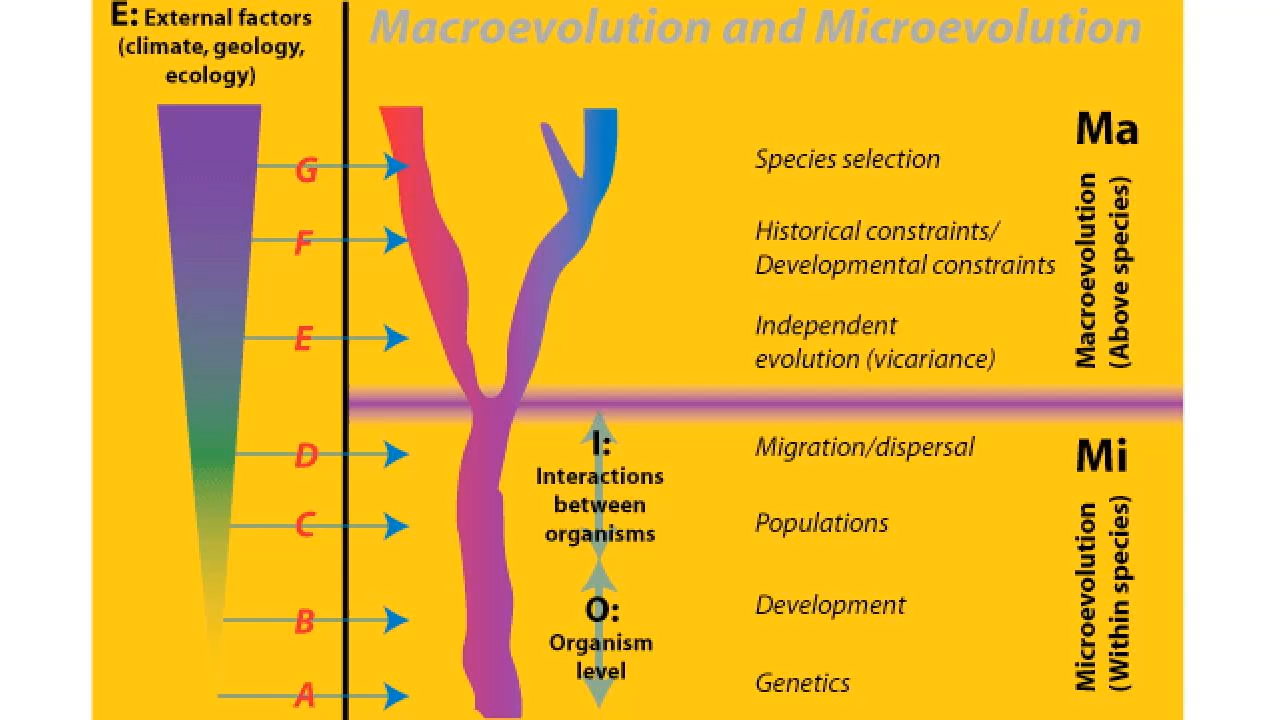 E: External factors
(climate, geology,
ecology)
Macroevolution and Microevolution
G
F
E
D
C
B
A
I:
Interactions
between
organisms
O:
Organism
level
Species selection
Historical constraints/
Developmental constraints
Independent
evolution (vicariance)
Migration/dispersal
Populations
Development
Genetics
Ma
Macroevolution
(Above species)
Mi
Microevolution
(Within species)